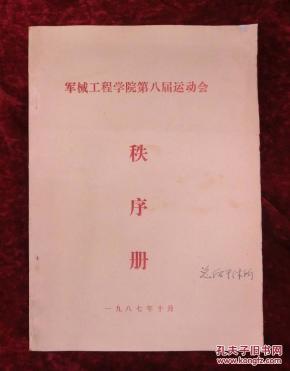 军械工程学院第八届运动会
秩
序
册
一九八七年十月
孔夫子旧书网